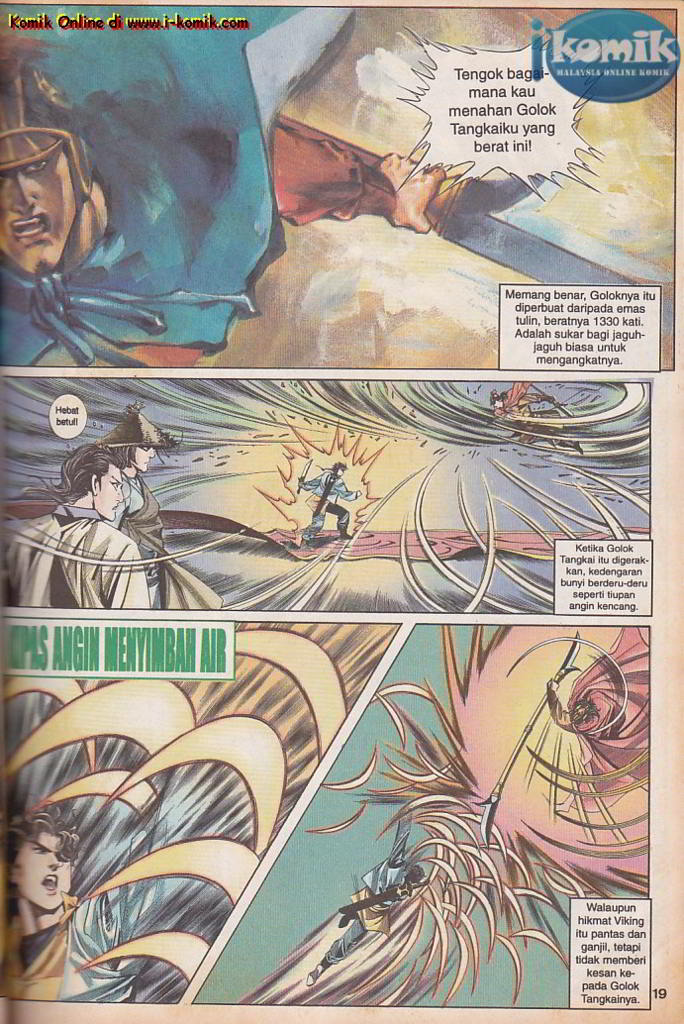 Komik Online di www.i-komik.com
ikomik
MALAYSIA ONLINE KOMIK
Tengok bagai-
mana kau
menahan Golok
Tangkaiku yang
berat ini!
Memang benar, Goloknya itu
diperbuat daripada emas
tulin, beratnya 1330 kati.
Adalah sukar bagi jaguh-
jaguh biasa untuk
mengangkatnya.
Hebat
betul!
Ketika Golok
Tangkai itu digerak-
kan, kedengaran
bunyi berderu-deru
seperti tiupan
angin kencang.
ANGIN MENYIMBAH AIR
Walaupun
hikmat Viking
itu pantas dan
ganjil, tetapi
tidak memberi
kesan ke-
pada Golok
Tangkainya.
19